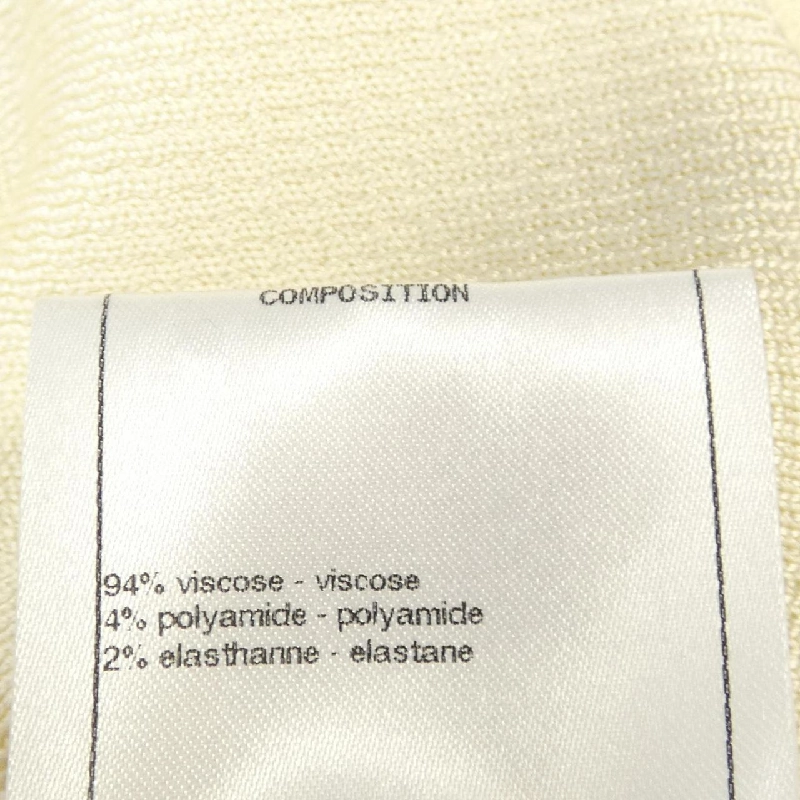 COMPOSITION
94% viscose - viscose
4% polyamide - polyamide
2% elasthanne - elastane